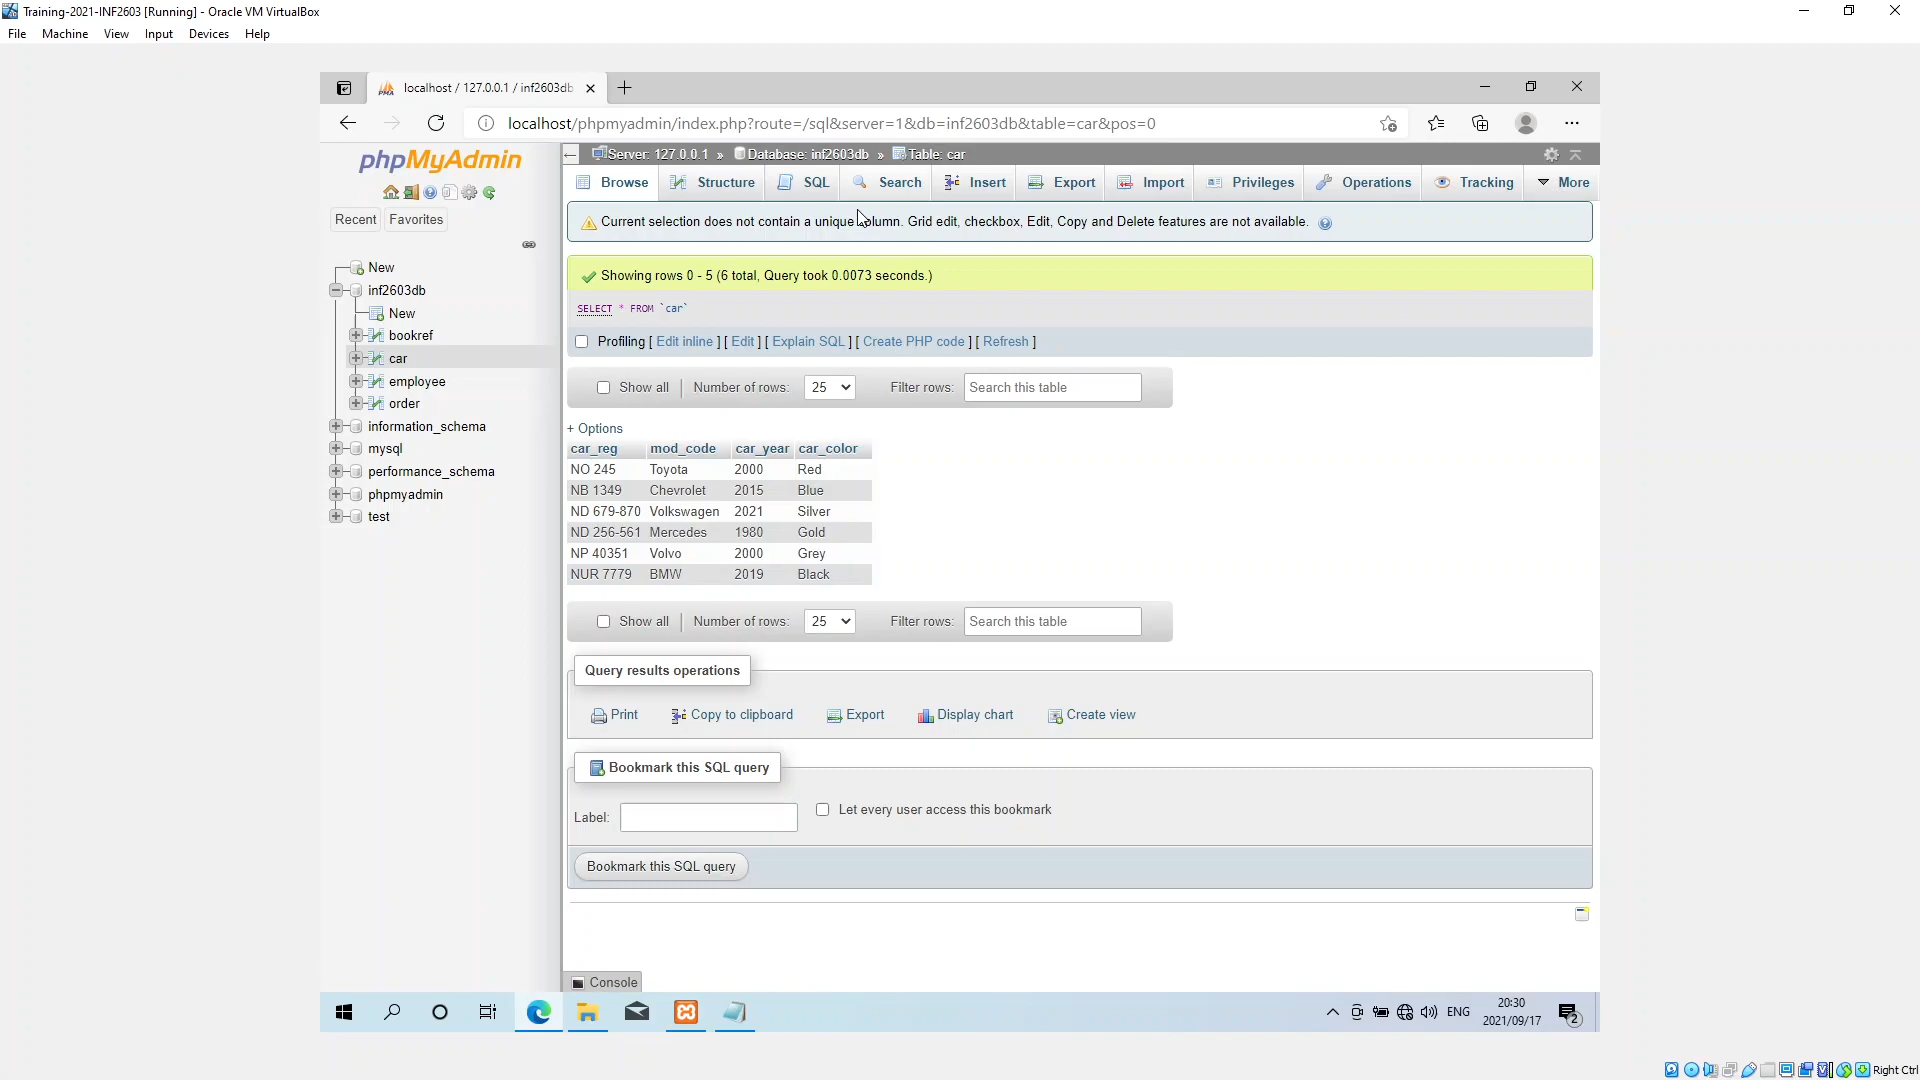 Training-2021-INF2603 [Running] - Oracle VM VirtualBox
File Machine View Input Devices Help
localhost / 127.0.0.1 / inf2603db
localhost/phpmyadmin/index.php?route=/sql&server=1&db=inf2603db&table=car&pos=0
phpMyAdmin
Recent Favorites
New
inf2603db
New
bookref
car
employee
order
information_schema
mysql
performance_schema
phpmyadmin
test
Server: 127.0.0.1 » Database: inf2603db » Table: car
Browse Structure SQL Search Insert Export Import Privileges Operations Tracking More
Current selection does not contain a unique column. Grid edit, checkbox, Edit, Copy and Delete features are not available.
Showing rows 0 - 5 (6 total, Query took 0.0073 seconds.)
SELECT * FROM `car`
Profiling [ Edit inline ] [ Edit ] [ Explain SQL ] [ Create PHP code ] [ Refresh ]
Show all | Number of rows: 25 Filter rows: Search this table
+ Options
car_reg mod_code car_year car_color
NO 245 Toyota 2000 Red
NB 1349 Chevrolet 2015 Blue
ND 679-870 Volkswagen 2021 Silver
ND 256-561 Mercedes 1980 Gold
NP 40351 Volvo 2000 Grey
NUR 7779 BMW 2019 Black
Show all | Number of rows: 25 Filter rows: Search this table
Query results operations
Print Copy to clipboard Export Display chart Create view
Bookmark this SQL query
Label: Let every user access this bookmark
Bookmark this SQL query
Console
ENG 20:30
2021/09/17
2
Right Ctrl